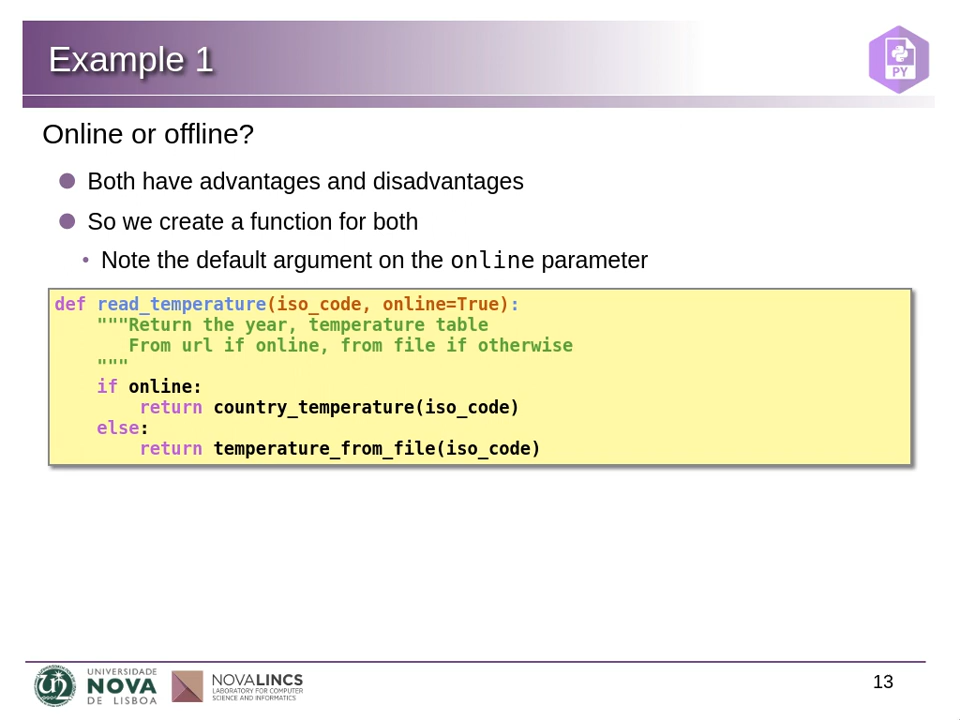 Example 1
PY
Online or offline?
● Both have advantages and disadvantages
● So we create a function for both
• Note the default argument on the online parameter
def read_temperature(iso_code, online=True):
    """Return the year, temperature table
       From url if online, from file if otherwise
    """
    if online:
        return country_temperature(iso_code)
    else:
        return temperature_from_file(iso_code)
UNIVERSIDADE
NOVA
DE LISBOA
NOVALINCS
LABORATORY FOR COMPUTER
SCIENCE AND INFORMATICS
13